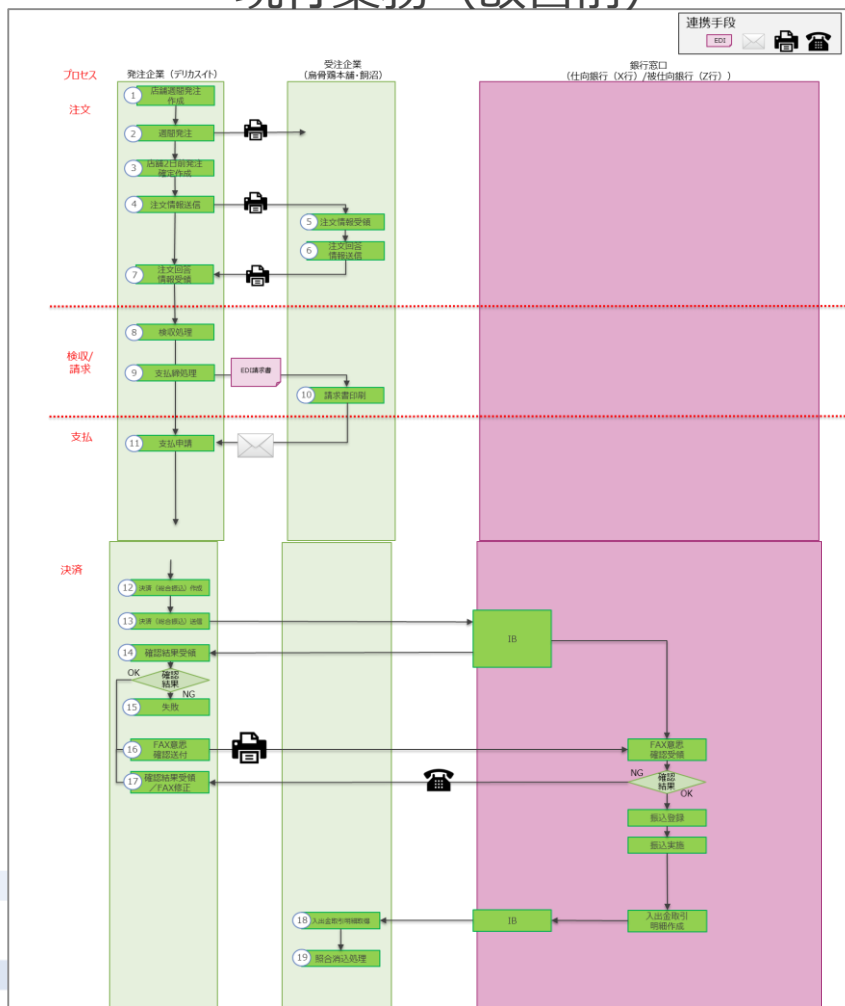 連携手段
EDI
プロセス
発注企業（デリカスイト）
受注企業
（烏骨鶏本舗・飼沼）
銀行窓口
（仕向銀行（X行）/被仕向銀行（Z行））
注文
1
店舗週間発注
作成
2
週間発注
3
店舗2日前発注
確定作成
4
注文情報送信
5
注文情報受領
6
注文回答
情報送信
7
注文回答
情報受領
検収/
請求
8
検収処理
9
支払締処理
EDI請求書
10
請求書印刷
支払
11
支払申請
決済
12
決済（総合振込）作成
13
決済（総合振込）送信
IB
14
確認結果受領
OK
確認
結果
NG
15
失敗
16
FAX意思
確認送付
FAX意思
確認受領
17
確認結果受領
／FAX修正
NG
確認
結果
OK
振込登録
振込実施
18
入出金取引明細取得
IB
入出金取引
明細作成
19
照合消込処理